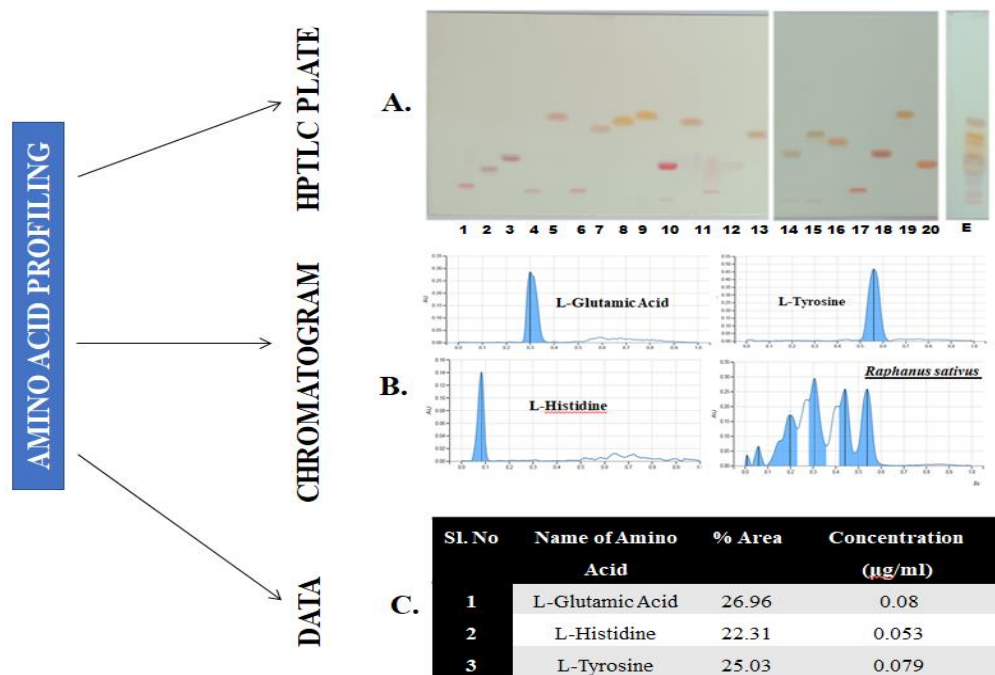 AMINO ACID PROFILING
HPTLC PLATE
A.
1 2 3 4 5 6 7 8 9 10 11 12 13 14 15 16 17 18 19 20 E
CHROMATOGRAM
B.
L-Glutamic Acid
L-Tyrosine
L-Histidine
Raphanus sativus
DATA
C.
Sl. No Name of Amino Acid % Area Concentration (µg/ml)
1 L-Glutamic Acid 26.96 0.08
2 L-Histidine 22.31 0.053
3 L-Tyrosine 25.03 0.079